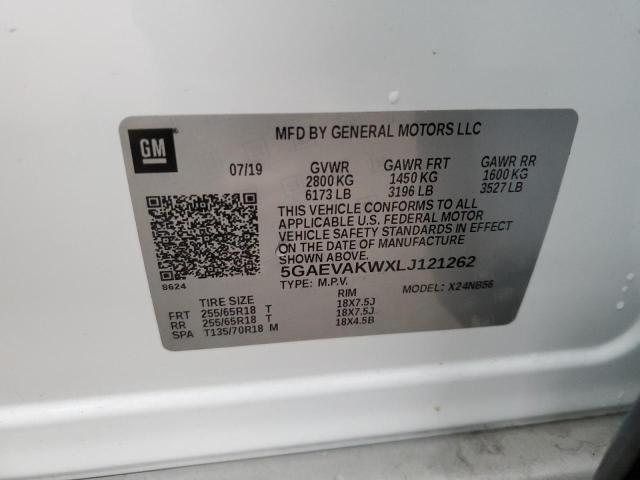 GM
MFD BY GENERAL MOTORS LLC
07/19 GVWR GAWR FRT GAWR RR
2800 KG 1450 KG 1600 KG
6173 LB 3196 LB 3527 LB
THIS VEHICLE CONFORMS TO ALL
APPLICABLE U.S. FEDERAL MOTOR
VEHICLE SAFETY STANDARDS IN EFFECT
ON THE DATE OF MANUFACTURE SHOWN ABOVE.
5GAEVAKWXLJ121262
8624
TYPE: M.P.V. MODEL: X24NB56
TIRE SIZE RIM
FRT 255/65R18 T 18X7.5J
RR 255/65R18 T 18X7.5J
SPA T135/70R18 M 18X4.5B